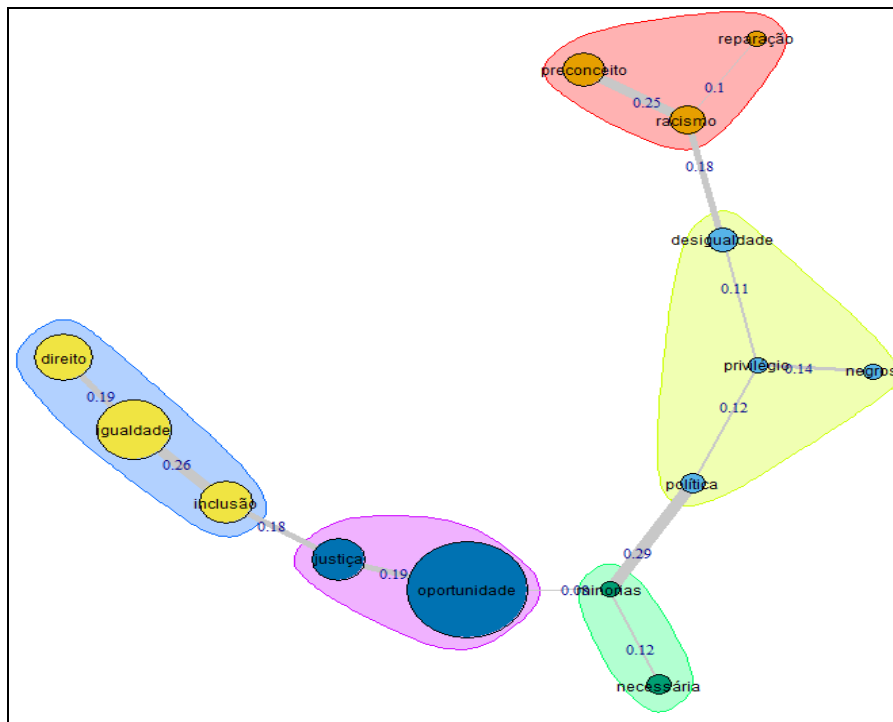 reparação
preconceito
0.1
0.25
racismo
0.18
desigualdade
0.11
direito
privilégio
0.14
negros
0.19
0.12
igualdade
0.26
política
inclusão
0.18
0.29
justiça
0.19
oportunidade
minorias
0.12
necessária